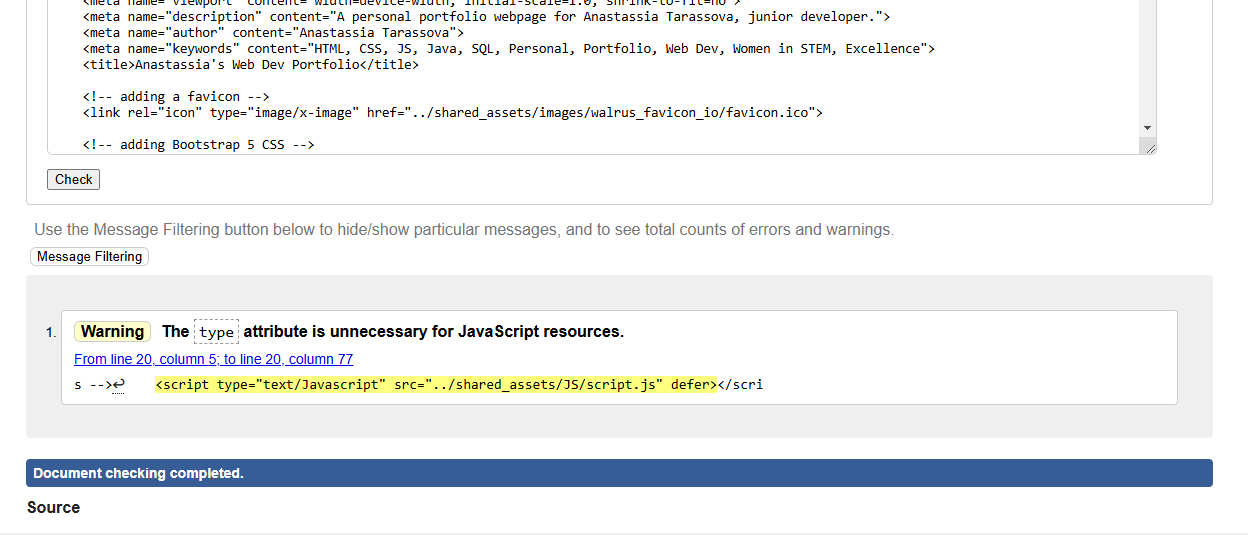 <meta name="viewport" content="width=device-width, initial-scale=1.0, shrink-to-fit=no">
<meta name="description" content="A personal portfolio webpage for Anastassia Tarassova, junior developer.">
<meta name="author" content="Anastassia Tarassova">
<meta name="keywords" content="HTML, CSS, JS, Java, SQL, Personal, Portfolio, Web Dev, Women in STEM, Excellence">
<title>Anastassia's Web Dev Portfolio</title>
<!-- adding a favicon -->
<link rel="icon" type="image/x-image" href="../shared_assets/images/walrus_favicon_io/favicon.ico">
<!-- adding Bootstrap 5 CSS -->
Check
Use the Message Filtering button below to hide/show particular messages, and to see total counts of errors and warnings.
Message Filtering
1. Warning The type attribute is unnecessary for JavaScript resources.
From line 20, column 5; to line 20, column 77
s -->↩ <script type="text/Javascript" src="../shared_assets/JS/script.js" defer></scri
Document checking completed.
Source